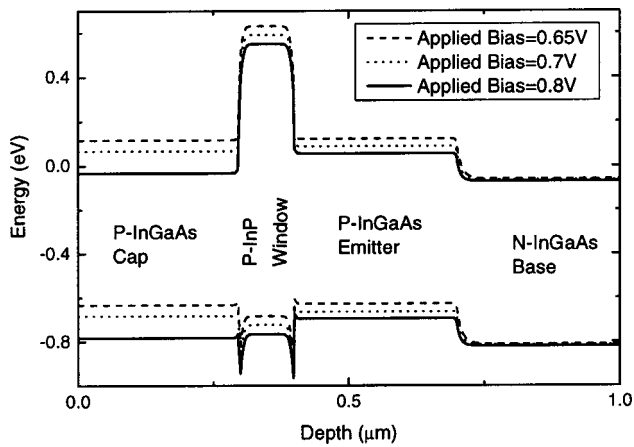 Applied Bias=0.65V
Applied Bias=0.7V
Applied Bias=0.8V
Energy (eV)
0.6
0.0
-0.4
-0.8
P-InGaAs
Cap
P-InP
Window
P-InGaAs
Emitter
N-InGaAs
Base
0.0
0.5
1.0
Depth (μm)